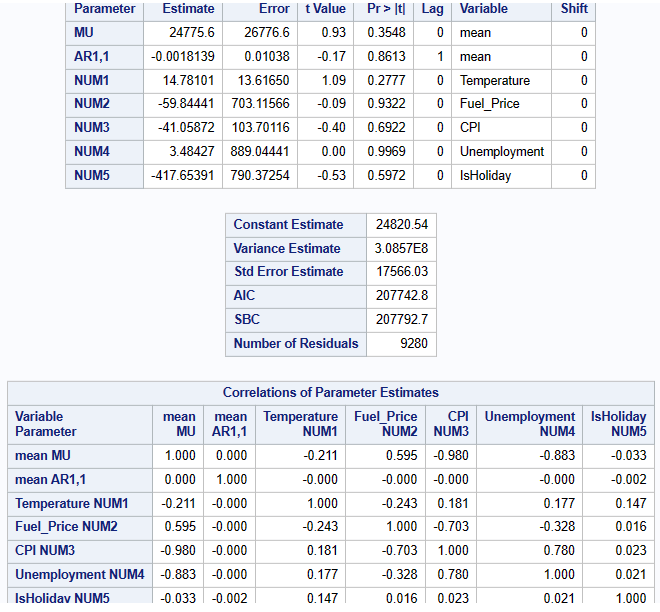 Parameter Estimate Error t Value Pr > |t| Lag Variable Shift
MU 24775.6 26776.6 0.93 0.3548 0 mean 0
AR1,1 -0.0018139 0.01038 -0.17 0.8613 1 mean 0
NUM1 14.78101 13.61650 1.09 0.2777 0 Temperature 0
NUM2 -59.84441 703.11566 -0.09 0.9322 0 Fuel_Price 0
NUM3 -41.05872 103.70116 -0.40 0.6922 0 CPI 0
NUM4 3.48427 889.04441 0.00 0.9969 0 Unemployment 0
NUM5 -417.65391 790.37254 -0.53 0.5972 0 IsHoliday 0
Constant Estimate 24820.54
Variance Estimate 3.0857E8
Std Error Estimate 17566.03
AIC 207742.8
SBC 207792.7
Number of Residuals 9280
Correlations of Parameter Estimates
Variable mean mean Temperature Fuel_Price CPI Unemployment IsHoliday
Parameter MU AR1,1 NUM1 NUM2 NUM3 NUM4 NUM5
mean MU 1.000 0.000 -0.211 0.595 -0.980 -0.883 -0.033
mean AR1,1 0.000 1.000 -0.000 -0.000 -0.000 -0.000 -0.002
Temperature NUM1 -0.211 -0.000 1.000 -0.243 0.181 0.177 0.147
Fuel_Price NUM2 0.595 -0.000 -0.243 1.000 -0.703 -0.328 0.016
CPI NUM3 -0.980 -0.000 0.181 -0.703 1.000 0.780 0.023
Unemployment NUM4 -0.883 -0.000 0.177 -0.328 0.780 1.000 0.021
IsHoliday NUM5 -0.033 -0.002 0.147 0.016 0.023 0.021 1.000